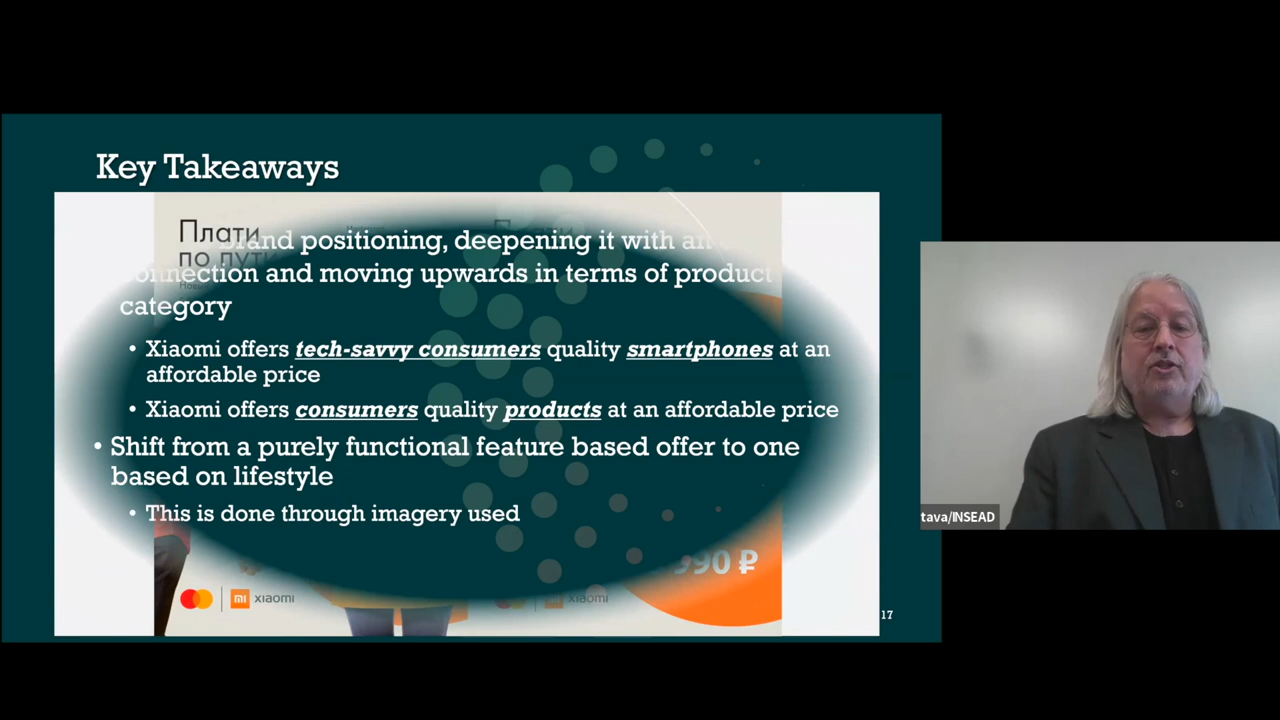 Key Takeaways
Плати
по пути
brand positioning, deepening it with an
connection and moving upwards in terms of product
category
• Xiaomi offers tech-savvy consumers quality smartphones at an
affordable price
• Xiaomi offers consumers quality products at an affordable price
• Shift from a purely functional feature based offer to one
based on lifestyle
• This is done through imagery used
990 ₽
mi xiaomi
mi xiaomi
17
tava/INSEAD